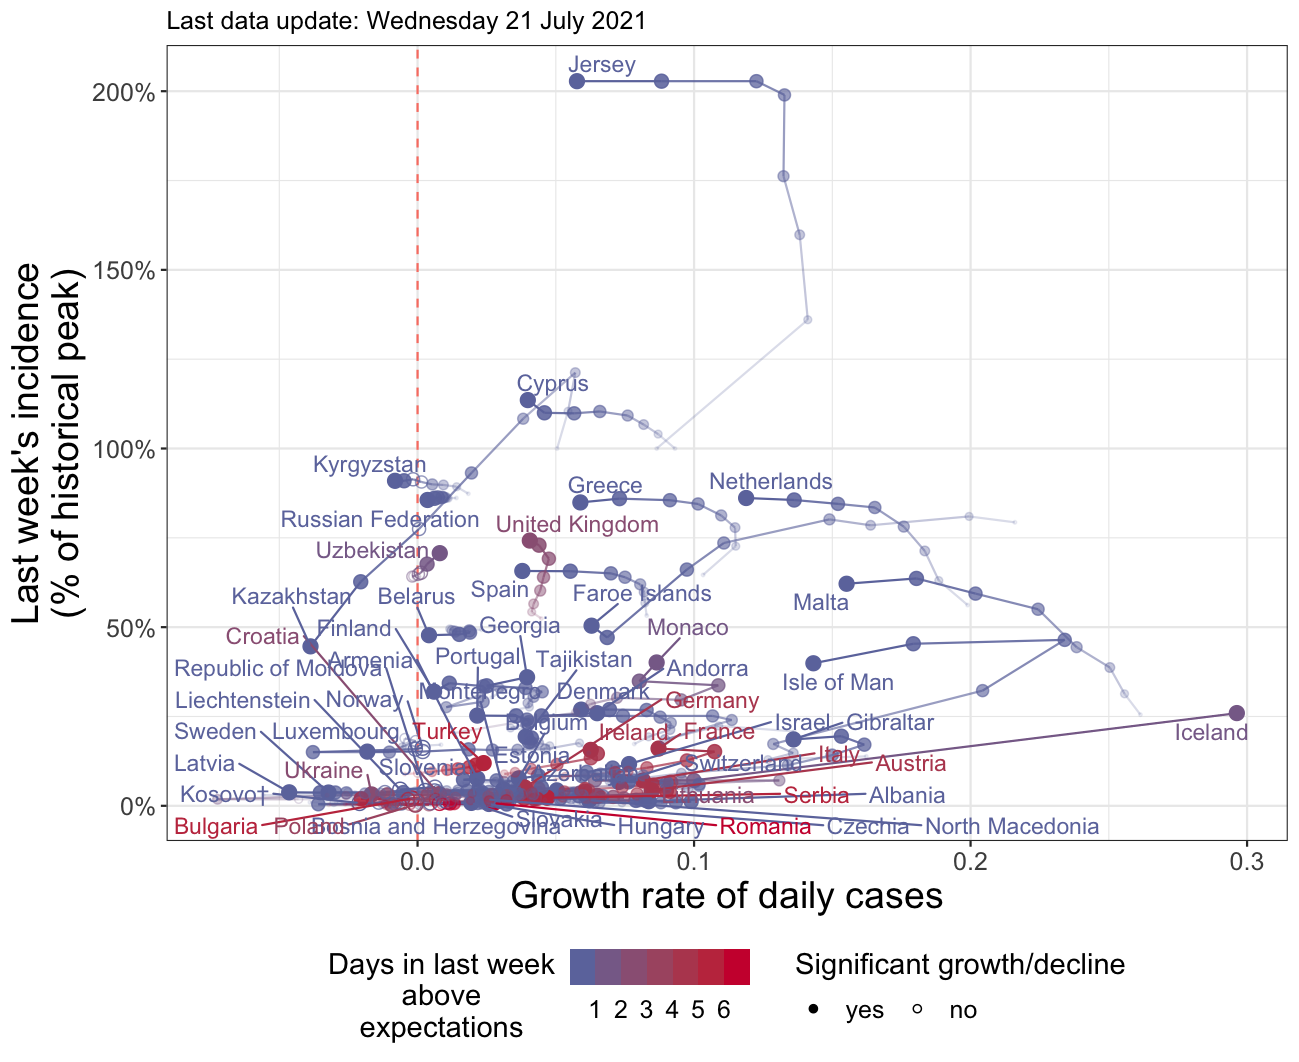 Last data update: Wednesday 21 July 2021
Last week's incidence
(% of historical peak)
200%
150%
100%
50%
0%
Jersey
Cyprus
Kyrgyzstan
Greece
Netherlands
Russian Federation
United Kingdom
Uzbekistan
Spain
Faroe Islands
Malta
Kazakhstan
Belarus
Croatia
Finland
Georgia
Monaco
Republic of Moldova
Armenia
Portugal
Tajikistan
Andorra
Isle of Man
Liechtenstein
Norway
Montenegro
Denmark
Germany
Sweden
Luxembourg
Turkey
Belgium
Ireland
France
Israel
Gibraltar
Iceland
Latvia
Ukraine
Slovenia
Estonia
Azerbaijan
Switzerland
Italy
Austria
Kosovo†
Lithuania
Serbia
Albania
Bulgaria
Poland
Bosnia and Herzegovina
Slovakia
Hungary
Romania
Czechia
North Macedonia
0.0
0.1
0.2
0.3
Growth rate of daily cases
Days in last week
above
expectations
1 2 3 4 5 6
Significant growth/decline
yes
no